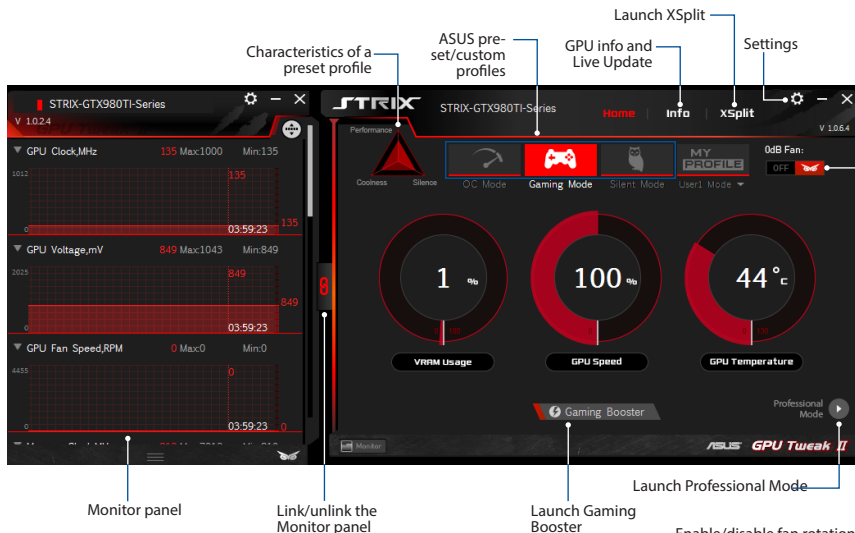 Launch XSplit
Characteristics of a
preset profile
ASUS pre-
set/custom
profiles
GPU info and
Live Update
Settings
STRIX-GTX980TI-Series
V 1.0.2.4
GPU Clock,MHz 135 Max:1000 Min:135
1012
135
135
0
03:59:23
GPU Voltage,mV 849 Max:1043 Min:849
2025
849
849
0
03:59:23
GPU Fan Speed,RPM 0 Max:0 Min:0
4455
0
0
03:59:23
0
STRIX
STRIX-GTX980TI-Series
Home Info XSplit
V 1.0.6.4
Performance
Coolness Silence
OC Mode
Gaming Mode
Silent Mode
MY
PROFILE
User1 Mode
0dB Fan:
OFF
1 %
VRAM Usage
100 %
GPU Speed
44°c
GPU Temperature
Gaming Booster
Professional
Mode
Monitor
ASUS GPU Tweak II
Monitor panel
Link/unlink the
Monitor panel
Launch Gaming
Booster
Launch Professional Mode
Enable/disable fan rotation